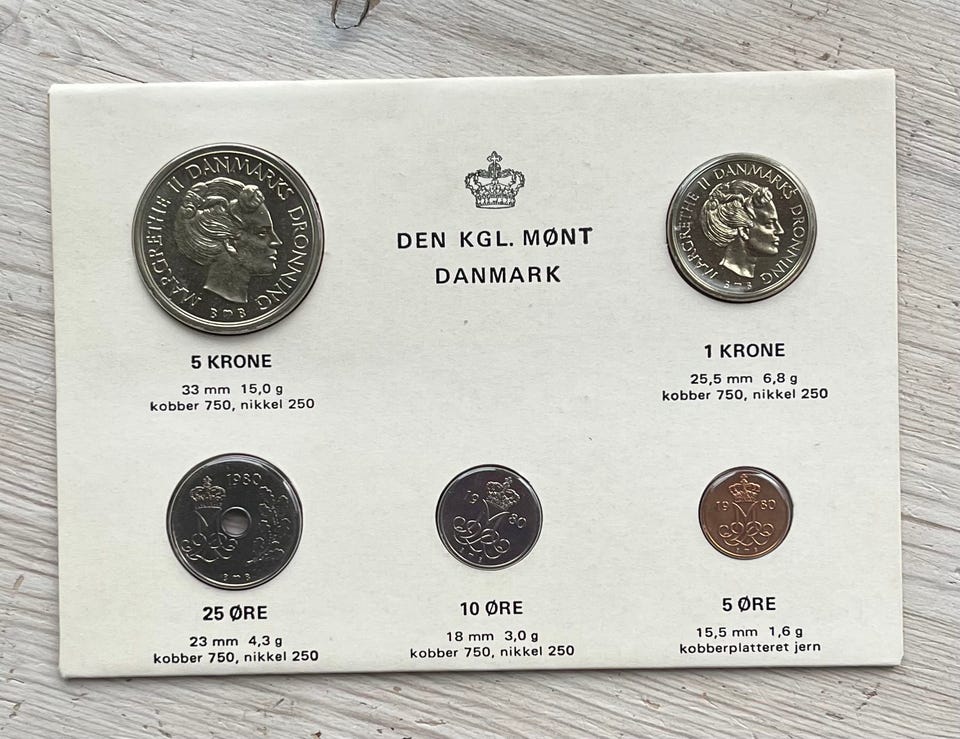 MARGRETHE II DANMARKS DRONNING
B B
DEN KGL. MØNT
DANMARK
MARGRETHE II DANMARKS DRONNING
B B
5 KRONE
33 mm 15,0 g
kobber 750, nikkel 250
1 KRONE
25,5 mm 6,8 g
kobber 750, nikkel 250
1980
B B
1980
1980
25 ØRE
23 mm 4,3 g
kobber 750, nikkel 250
10 ØRE
18 mm 3,0 g
kobber 750, nikkel 250
5 ØRE
15,5 mm 1,6 g
kobberplatteret jern